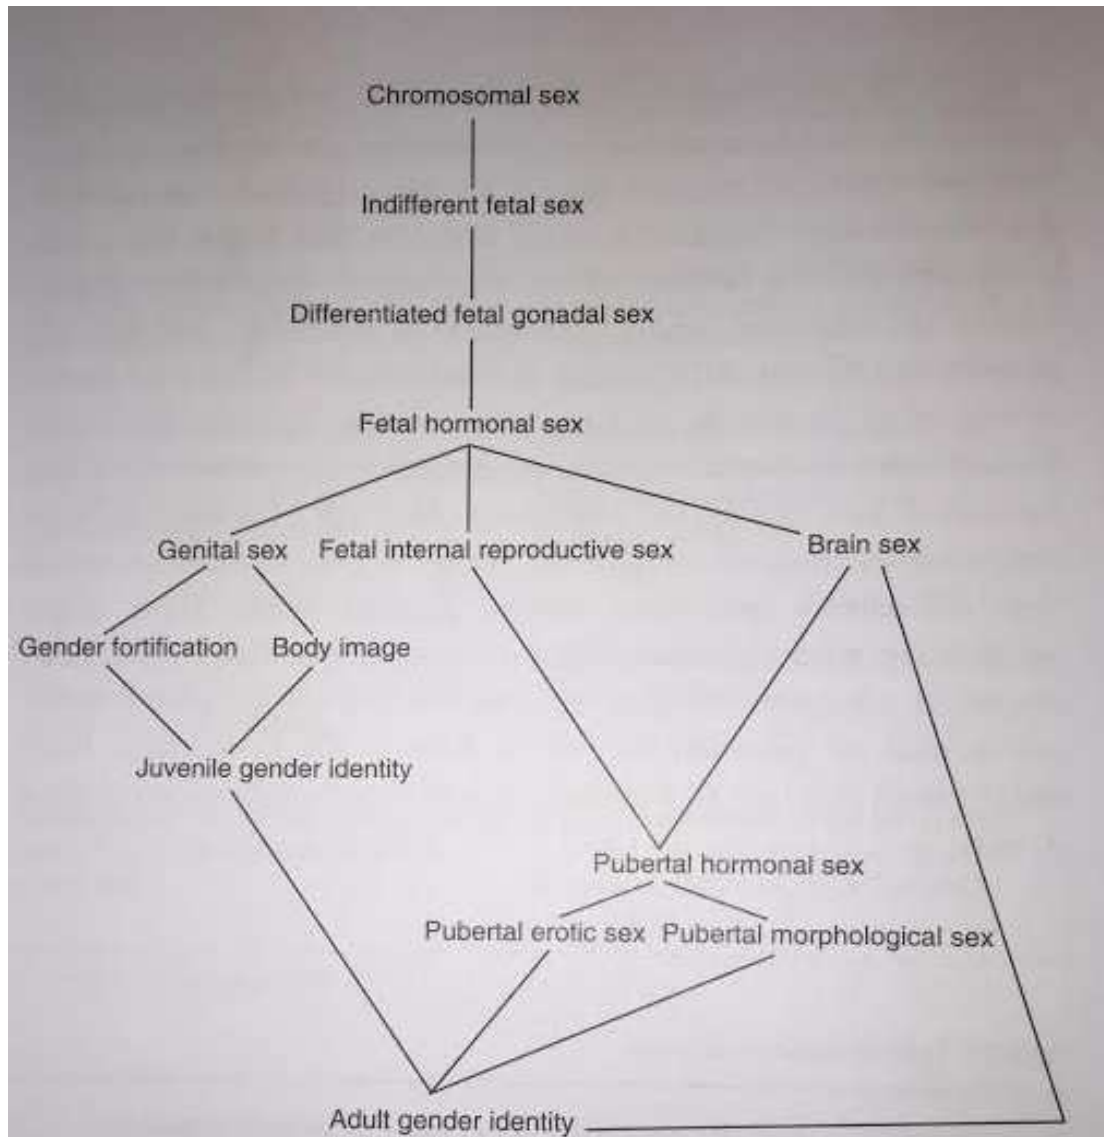 Chromosomal sex
Indifferent fetal sex
Differentiated fetal gonadal sex
Fetal hormonal sex
Genital sex
Fetal internal reproductive sex
Brain sex
Gender fortification
Body image
Juvenile gender identity
Pubertal hormonal sex
Pubertal erotic sex
Pubertal morphological sex
Adult gender identity